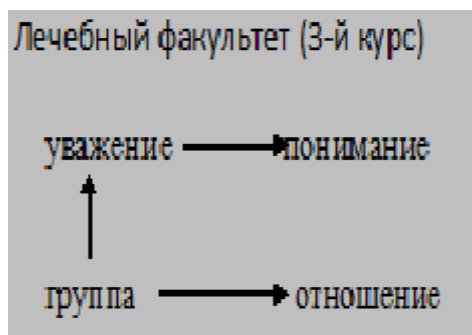 Лечебный факультет (3-й курс)
уважение понимание
группа отношение